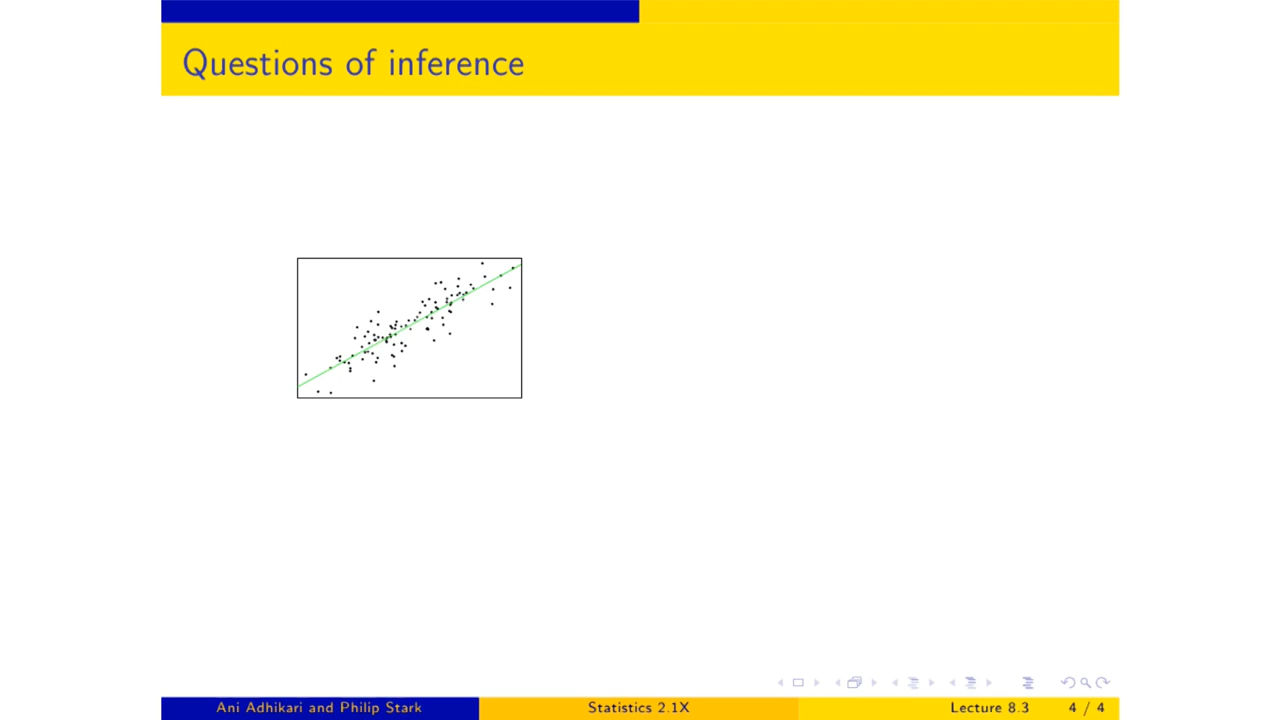 Questions of inference
Ani Adhikari and Philip Stark
Statistics 2.1X
Lecture 8.3
4 / 4